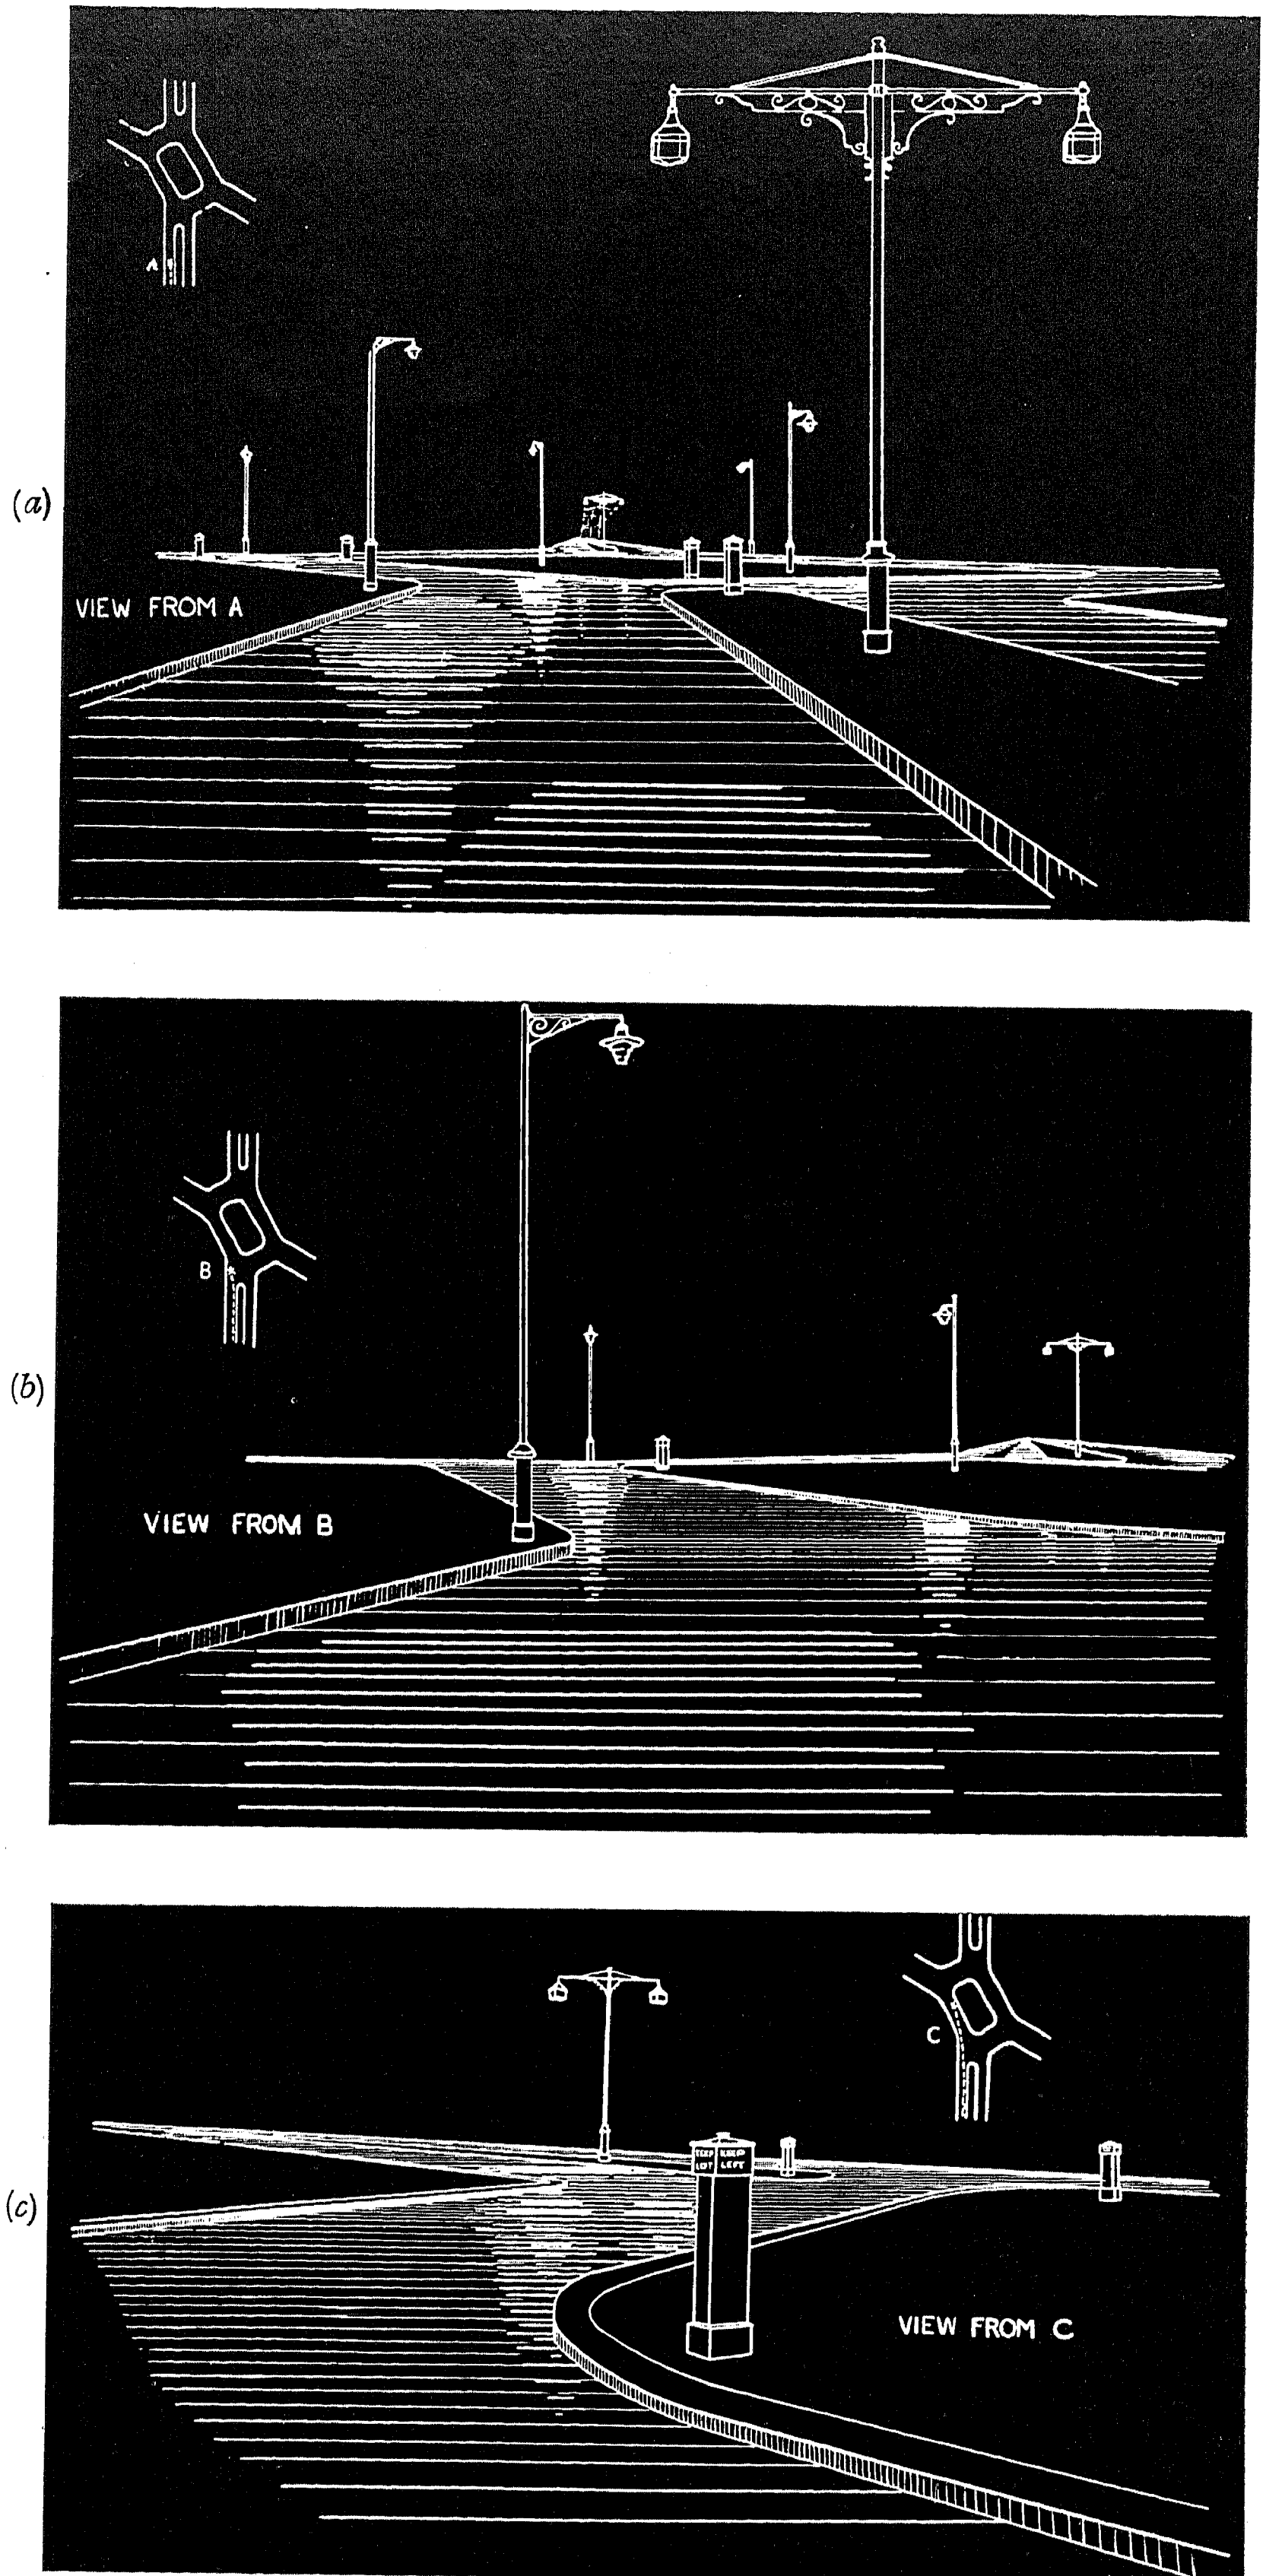 A
(a)
VIEW FROM A
B
(b)
VIEW FROM B
C
KEEP KEEP
LEFT LEFT
(c)
VIEW FROM C